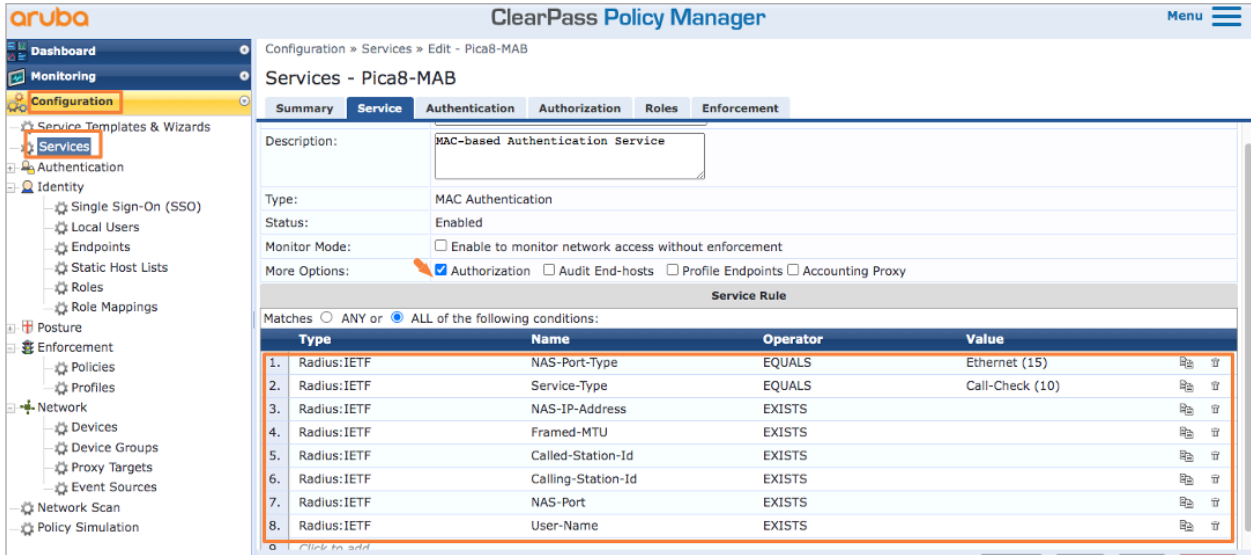 aruba
ClearPass Policy Manager
Menu
Dashboard
Monitoring
Configuration
Service Templates & Wizards
Services
Authentication
Identity
Single Sign-On (SSO)
Local Users
Endpoints
Static Host Lists
Roles
Role Mappings
Posture
Enforcement
Policies
Profiles
Network
Devices
Device Groups
Proxy Targets
Event Sources
Network Scan
Policy Simulation
Configuration » Services » Edit - Pica8-MAB
Services - Pica8-MAB
Summary Service Authentication Authorization Roles Enforcement
Description: MAC-based Authentication Service
Type: MAC Authentication
Status: Enabled
Monitor Mode: Enable to monitor network access without enforcement
More Options: Authorization Audit End-hosts Profile Endpoints Accounting Proxy
Service Rule
Matches ANY or ALL of the following conditions:
Type Name Operator Value
1. Radius:IETF NAS-Port-Type EQUALS Ethernet (15)
2. Radius:IETF Service-Type EQUALS Call-Check (10)
3. Radius:IETF NAS-IP-Address EXISTS
4. Radius:IETF Framed-MTU EXISTS
5. Radius:IETF Called-Station-Id EXISTS
6. Radius:IETF Calling-Station-Id EXISTS
7. Radius:IETF NAS-Port EXISTS
8. Radius:IETF User-Name EXISTS
9. Click to add